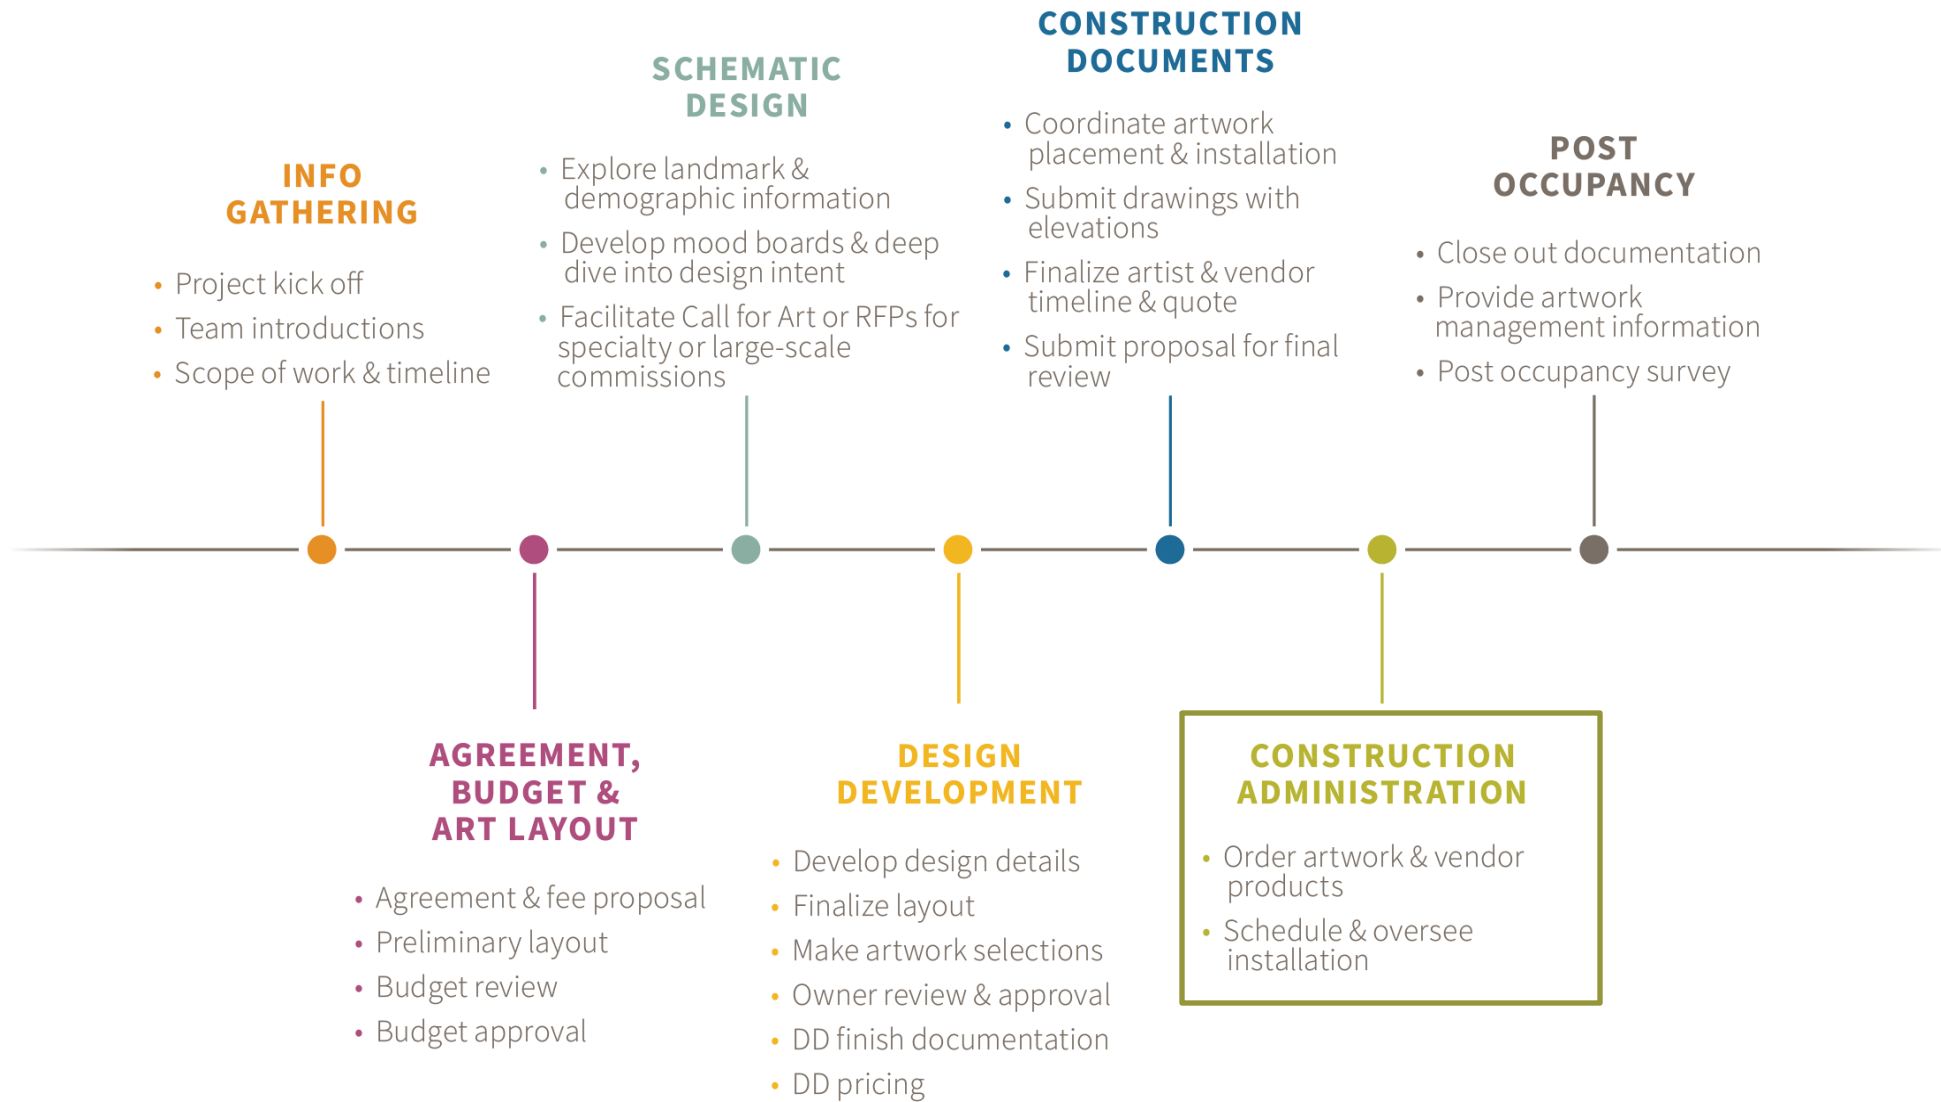 INFO
GATHERING
• Project kick off
• Team introductions
• Scope of work & timeline
AGREEMENT,
BUDGET &
ART LAYOUT
• Agreement & fee proposal
• Preliminary layout
• Budget review
• Budget approval
SCHEMATIC
DESIGN
• Explore landmark &
demographic information
• Develop mood boards & deep
dive into design intent
• Facilitate Call for Art or RFPs for
specialty or large-scale
commissions
DESIGN
DEVELOPMENT
• Develop design details
• Finalize layout
• Make artwork selections
• Owner review & approval
• DD finish documentation
• DD pricing
CONSTRUCTION
DOCUMENTS
• Coordinate artwork
placement & installation
• Submit drawings with
elevations
• Finalize artist & vendor
timeline & quote
• Submit proposal for final
review
CONSTRUCTION
ADMINISTRATION
• Order artwork & vendor
products
• Schedule & oversee
installation
POST
OCCUPANCY
• Close out documentation
• Provide artwork
management information
• Post occupancy survey